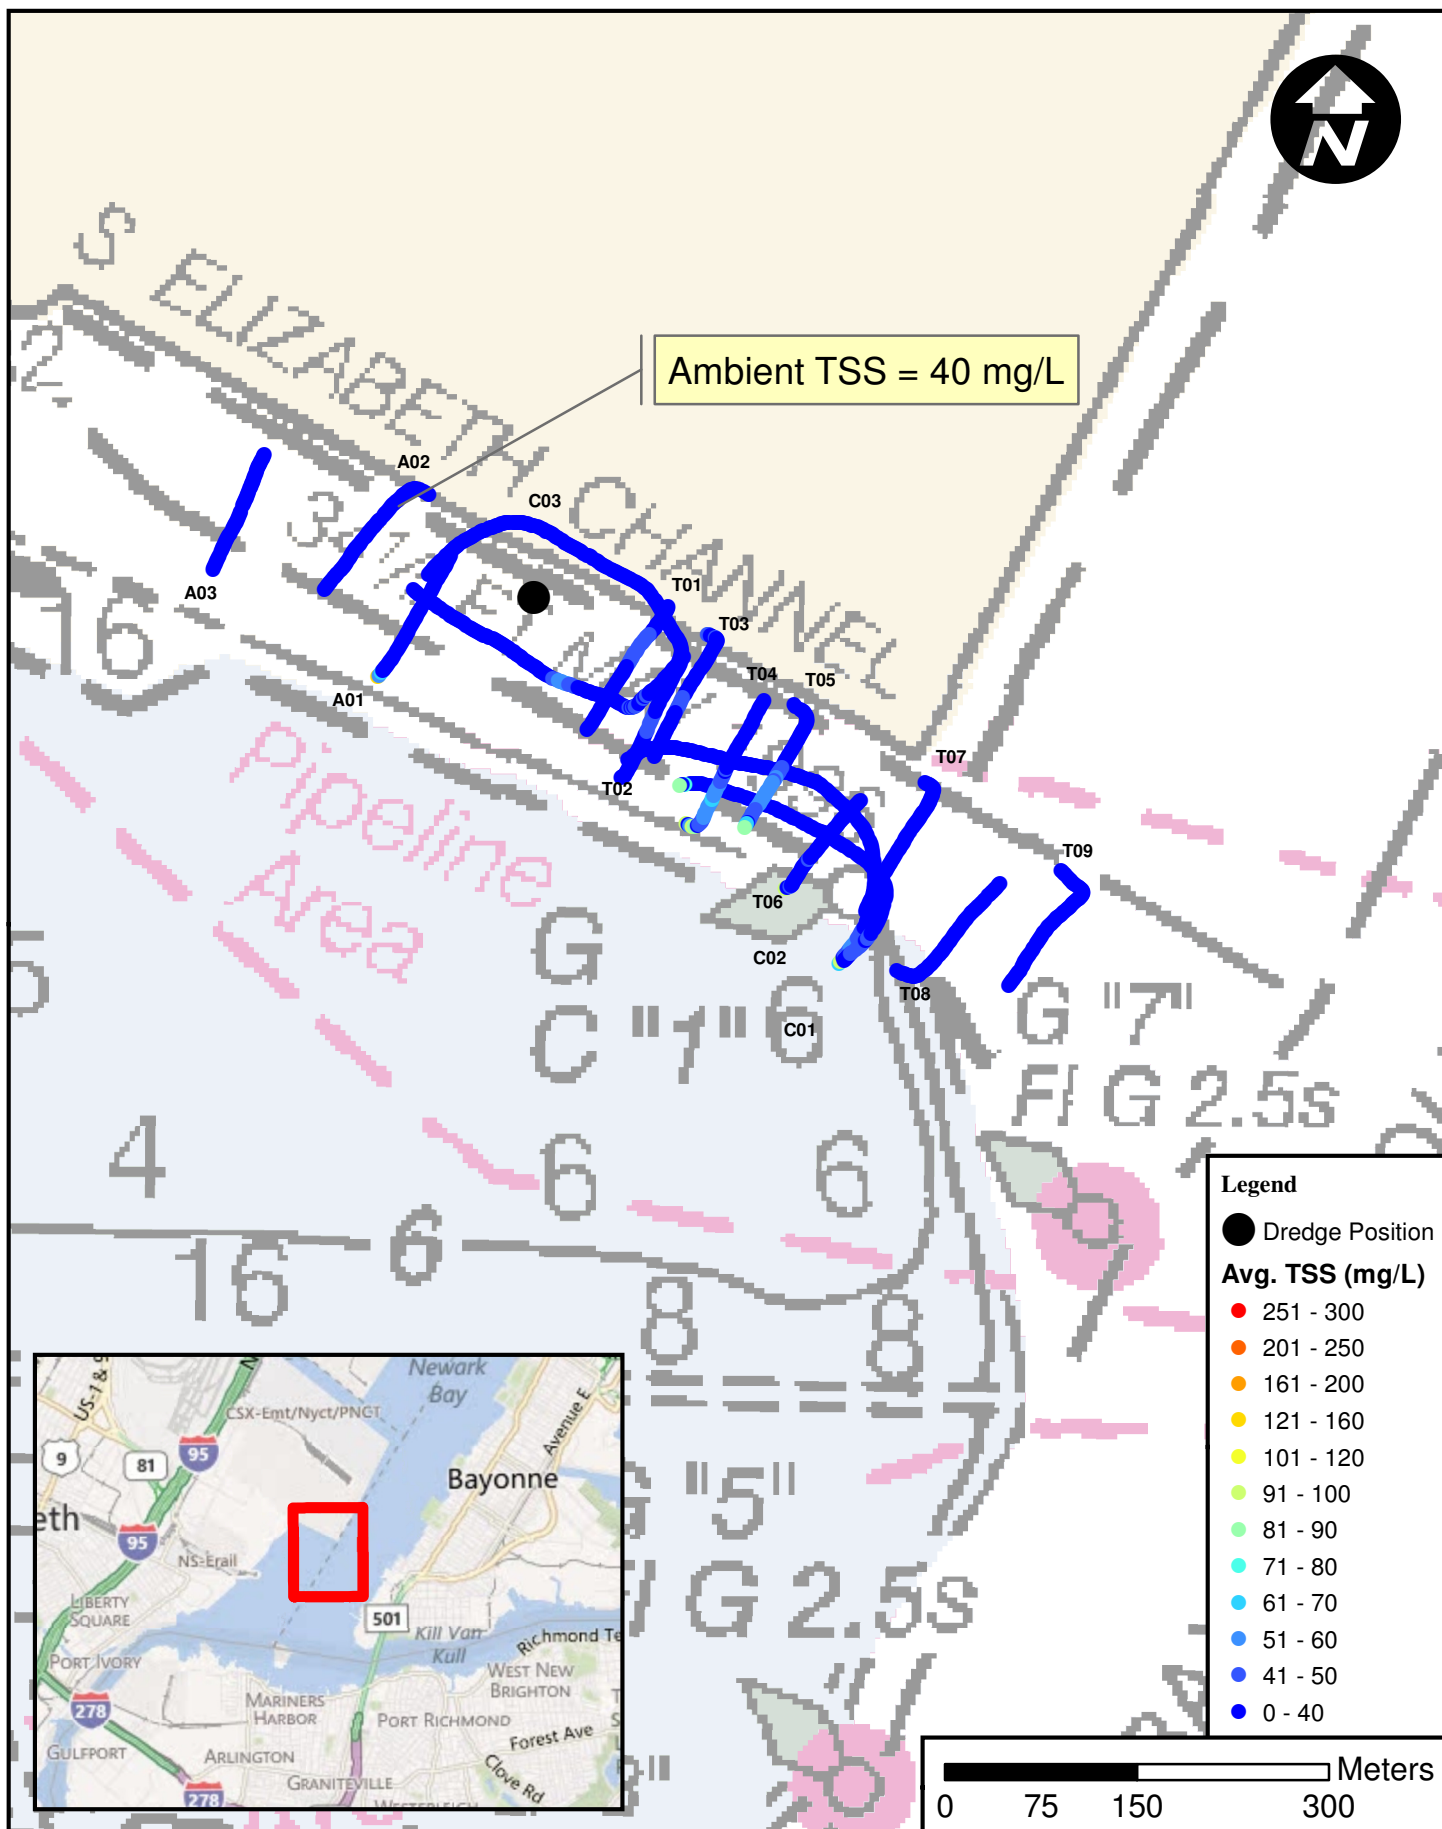 S ELIZABETH CHANNEL
Ambient TSS = 40 mg/L
N
A02
C03
A03
T01
T03
T04
T05
A01
T02
T07
T09
T06
C02
T08
C01
16
Pipeline
Area
G
C "1"
6
G "7"
Fl G 2.5s
4
6
6
6
16
8
8
G "5"
Fl G 2.5s
Legend
Dredge Position
Avg. TSS (mg/L)
251 - 300
201 - 250
161 - 200
121 - 160
101 - 120
91 - 100
81 - 90
71 - 80
61 - 70
51 - 60
41 - 50
0 - 40
Meters
0 75 150 300
Newark
Bay
US-1 & 9
CSX-Emt/Nyct/PNCT
Avenue E
9
81
95
Bayonne
eth
95
NS-Erail
LIBERTY
SQUARE
501
Kill Van
Kull
Richmond Te
PORT IVORY
WEST NEW
BRIGHTON
MARINERS
HARBOR
278
PORT RICHMOND
GULFPORT
ARLINGTON
Forest Ave
GRANITEVILLE
Clove Rd
278